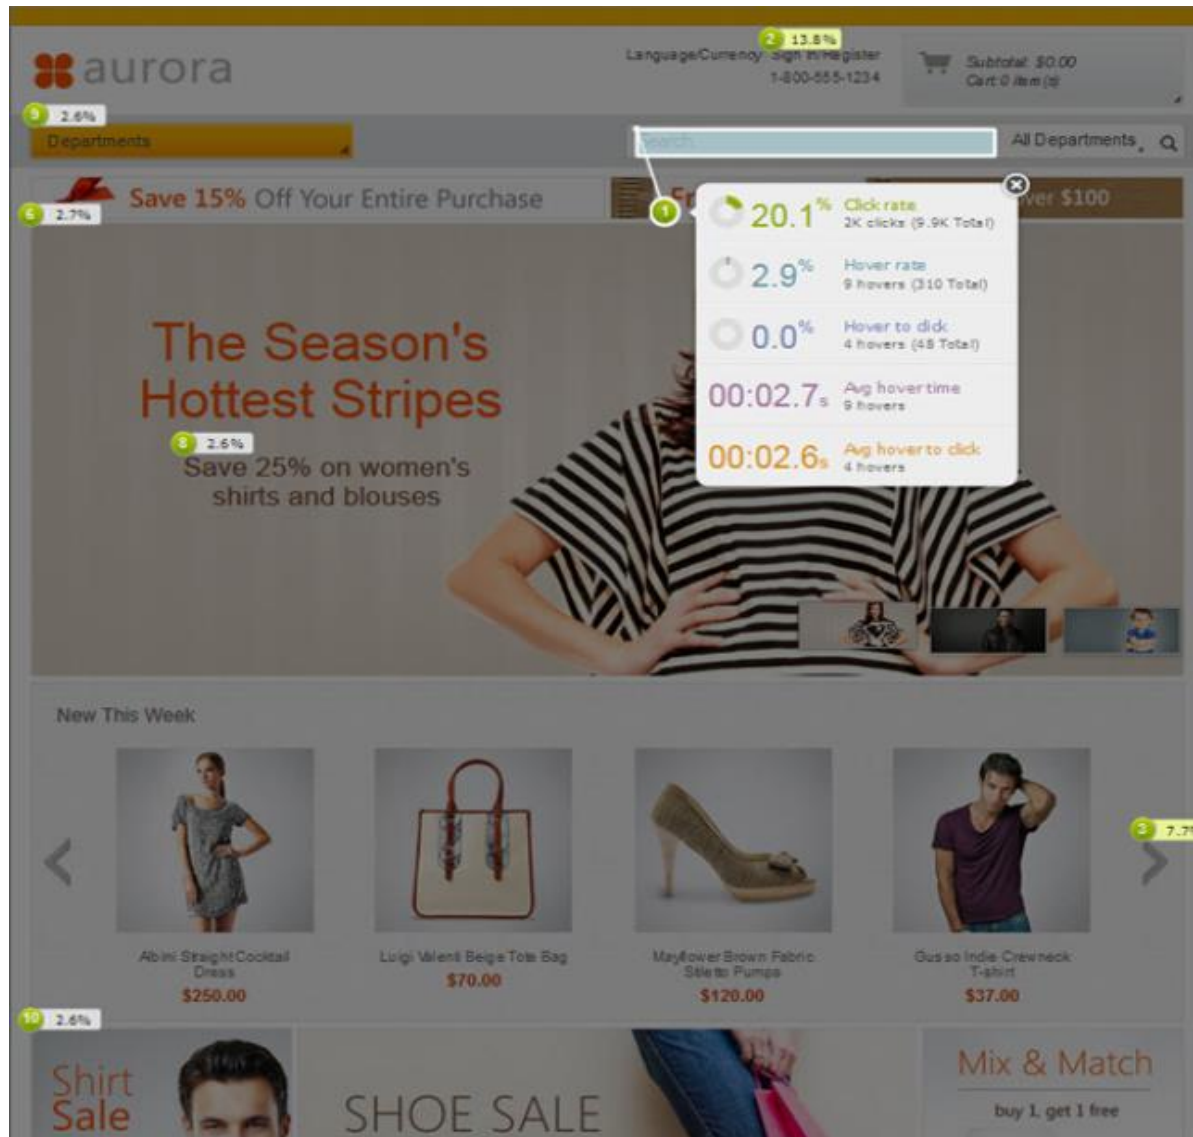 2 13.8%
aurora
Language/Currency Sign In/Register
1-800-555-1234
Subtotal: $0.00
Cart: 0 item(s)
9 2.6%
Departments
Search
All Departments
6 2.7%
Save 15% Off Your Entire Purchase
ver $100
1
20.1% Click rate
2K clicks (9.9K Total)
2.9% Hover rate
9 hovers (310 Total)
0.0% Hover to click
4 hovers (48 Total)
00:02.7s Avg hover time
9 hovers
00:02.6s Avg hover to click
4 hovers
The Season's
Hottest Stripes
8 2.6%
Save 25% on women's
shirts and blouses
New This Week
3 7.7%
Albini Straight Cocktail
Dress
$250.00
Luigi Valenti Beige Tote Bag
$70.00
Mayflower Brown Fabric
Stiletto Pumps
$120.00
Gusso Indie Crewneck
T-shirt
$37.00
10 2.6%
Shirt
Sale
SHOE SALE
Mix & Match
buy 1, get 1 free